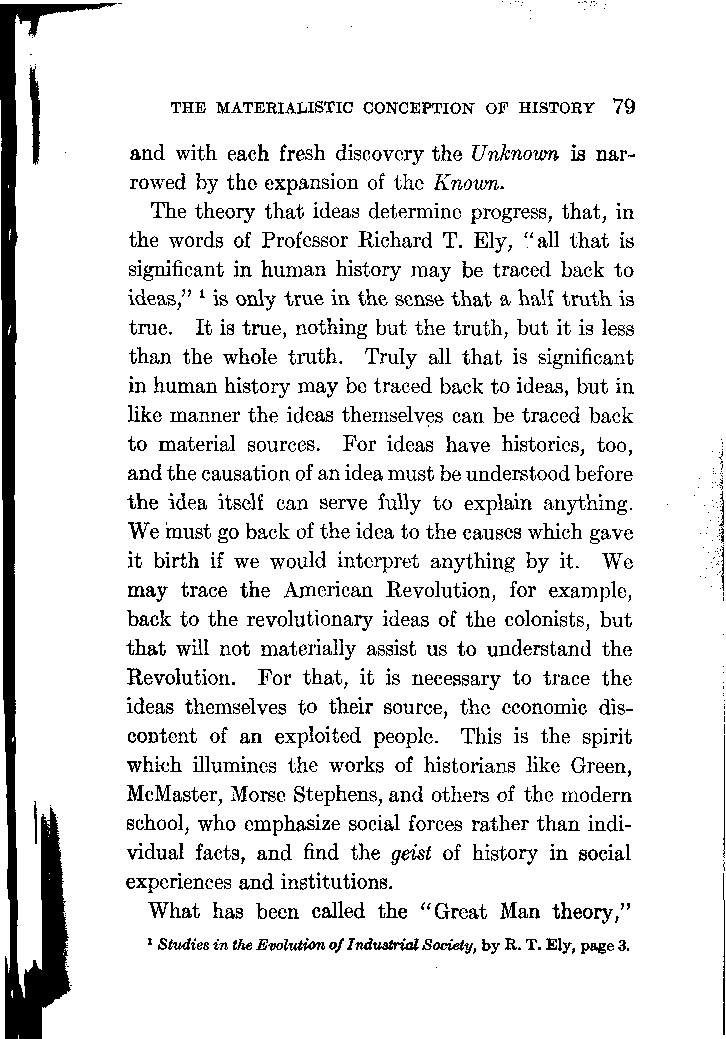 THE MATERIALISTIC CONCEPTION OF HISTORY 79
and with each fresh discovery the Unknown is nar-
rowed by the expansion of the Known.
The theory that ideas determine progress, that, in
the words of Professor Richard T. Ely, "all that is
significant in human history may be traced back to
ideas," ¹ is only true in the sense that a half truth is
true. It is true, nothing but the truth, but it is less
than the whole truth. Truly all that is significant
in human history may be traced back to ideas, but in
like manner the ideas themselves can be traced back
to material sources. For ideas have histories, too,
and the causation of an idea must be understood before
the idea itself can serve fully to explain anything.
We must go back of the idea to the causes which gave
it birth if we would interpret anything by it. We
may trace the American Revolution, for example,
back to the revolutionary ideas of the colonists, but
that will not materially assist us to understand the
Revolution. For that, it is necessary to trace the
ideas themselves to their source, the economic dis-
content of an exploited people. This is the spirit
which illumines the works of historians like Green,
McMaster, Morse Stephens, and others of the modern
school, who emphasize social forces rather than indi-
vidual facts, and find the geist of history in social
experiences and institutions.
What has been called the "Great Man theory,"
¹ Studies in the Evolution of Industrial Society, by R. T. Ely, page 3.